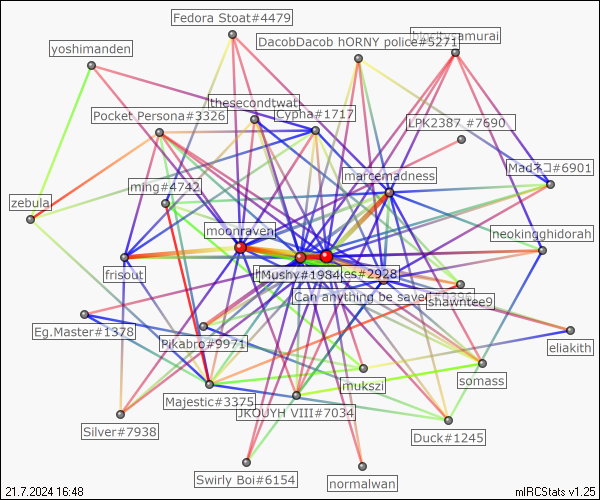 Fedora Stoat#4479
DacobDacob hORNY police#5271
yoshimanden
thesecondtwat
Pocket Persona#3326
Cypha#1717
LPK2387 #7690
Madネコ#6901
marcemadness
ming#4742
zebula
moonraven
neokingghidorah
frisout
Mushy#1984
es#2928
Can anything be saved
shawntee9
Eg.Master#1378
Pikabro#9971
eliakith
mukszi
somass
Majestic#3375
JKOUYH VIII#7034
Silver#7938
Duck#1245
Swirly Boi#6154
normalwan
21.7.2024 16:48
mIRCStats v1.25